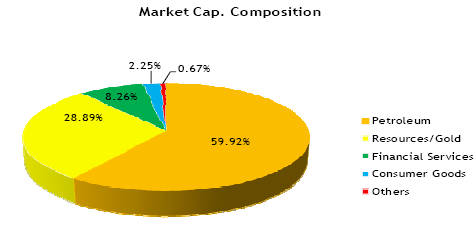 Market Cap. Composition
2.25%
0.67%
8.26%
28.89%
59.92%
Petroleum
Resources/Gold
Financial Services
Consumer Goods
Others